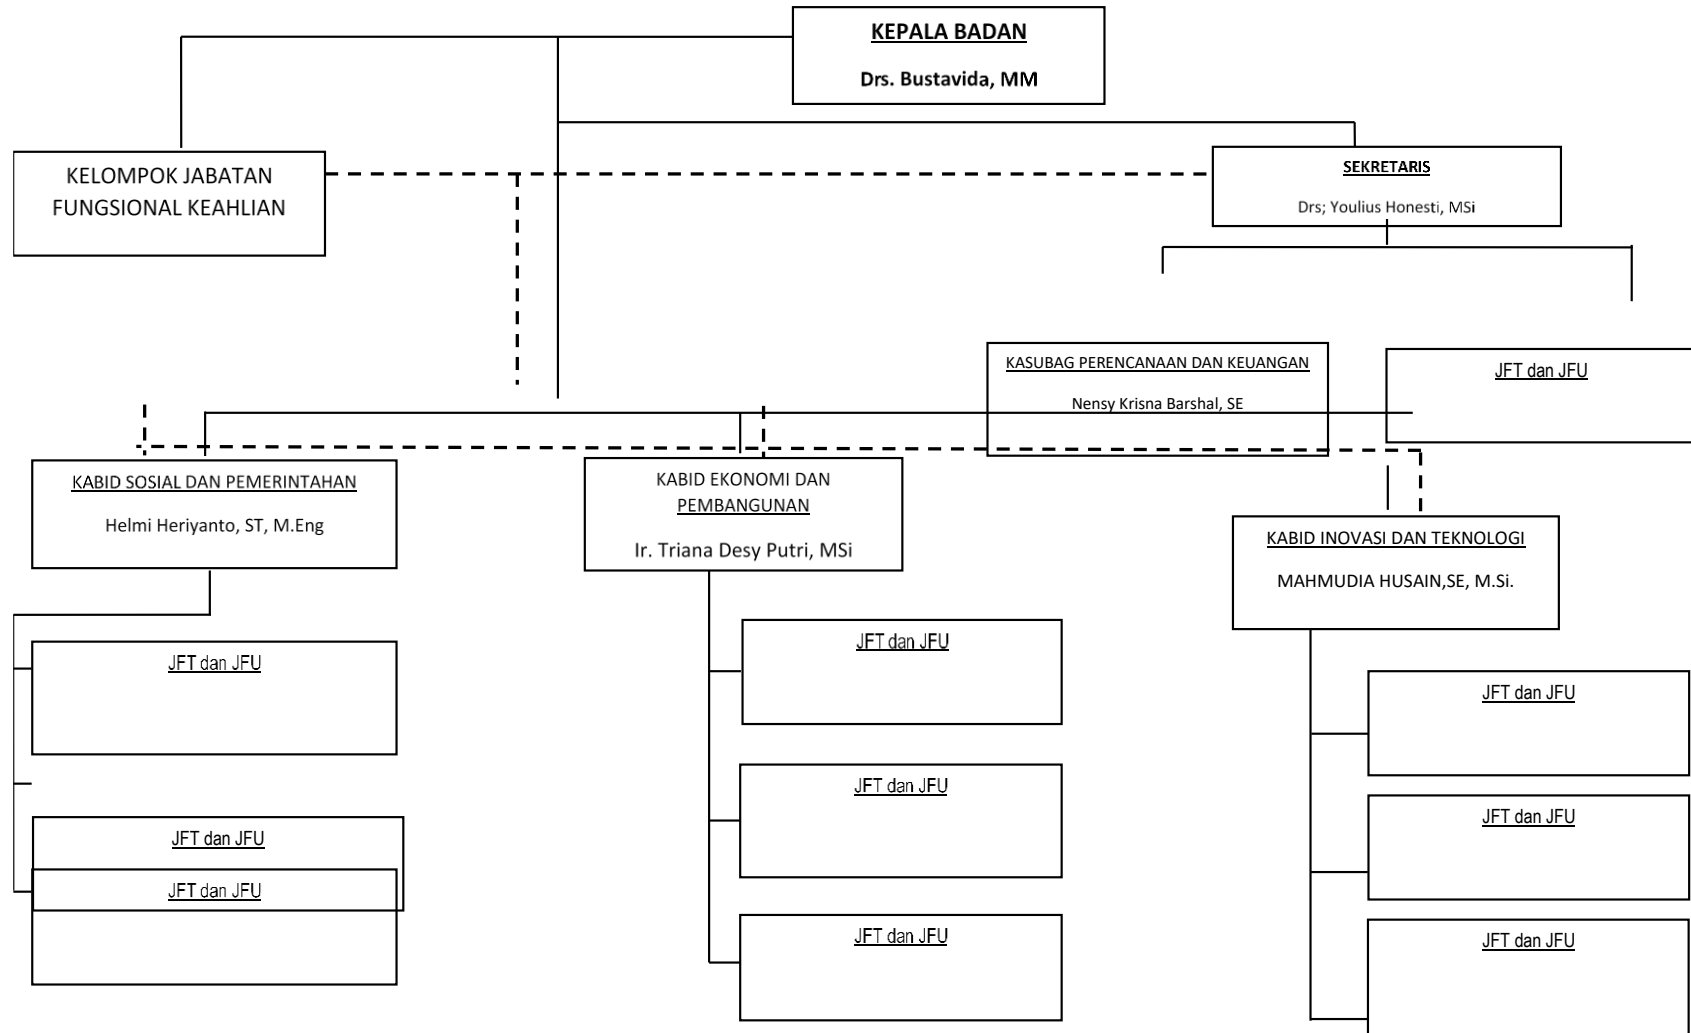 KEPALA BADAN
Drs. Bustavida, MM
KELOMPOK JABATAN
FUNGSIONAL KEAHLIAN
SEKRETARIS
Drs; Youlius Honesti, MSi
KASUBAG PERENCANAAN DAN KEUANGAN
Nensy Krisna Barshal, SE
JFT dan JFU
KABID SOSIAL DAN PEMERINTAHAN
Helmi Heriyanto, ST, M.Eng
KABID EKONOMI DAN
PEMBANGUNAN
Ir. Triana Desy Putri, MSi
KABID INOVASI DAN TEKNOLOGI
MAHMUDIA HUSAIN,SE, M.Si.
JFT dan JFU
JFT dan JFU
JFT dan JFU
JFT dan JFU
JFT dan JFU
JFT dan JFU
JFT dan JFU
JFT dan JFU
JFT dan JFU